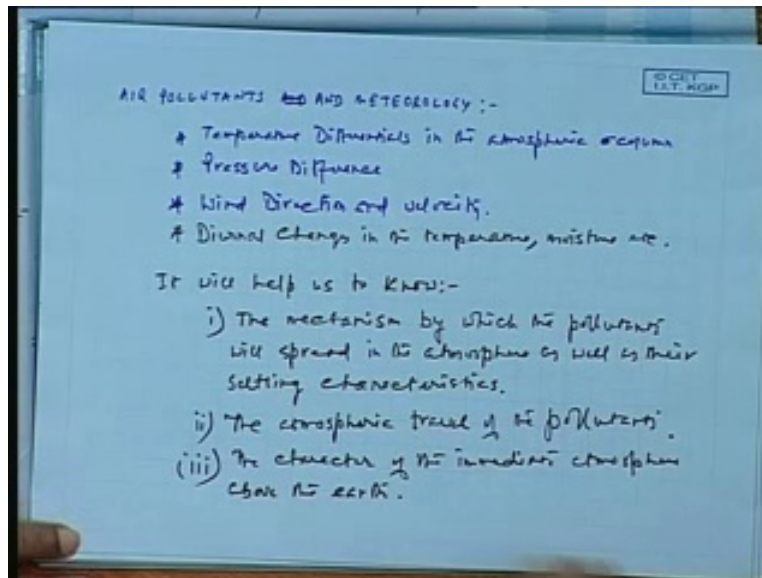 © CET
I.I.T. KGP
AIR POLLUTANTS AND METEOROLOGY :-
* Temperature Differentials in the atmospheric column
* Pressure Difference
* Wind Direction and velocity.
* Diurnal Changes in the temperature, moisture etc.
It will help us to know:-
i) The mechanism by which the pollutants
will spread in the atmosphere as well as their
settling characteristics.
ii) The atmospheric travel of the pollutants.
(iii) The character of the immediate atmosphere
above the earth.